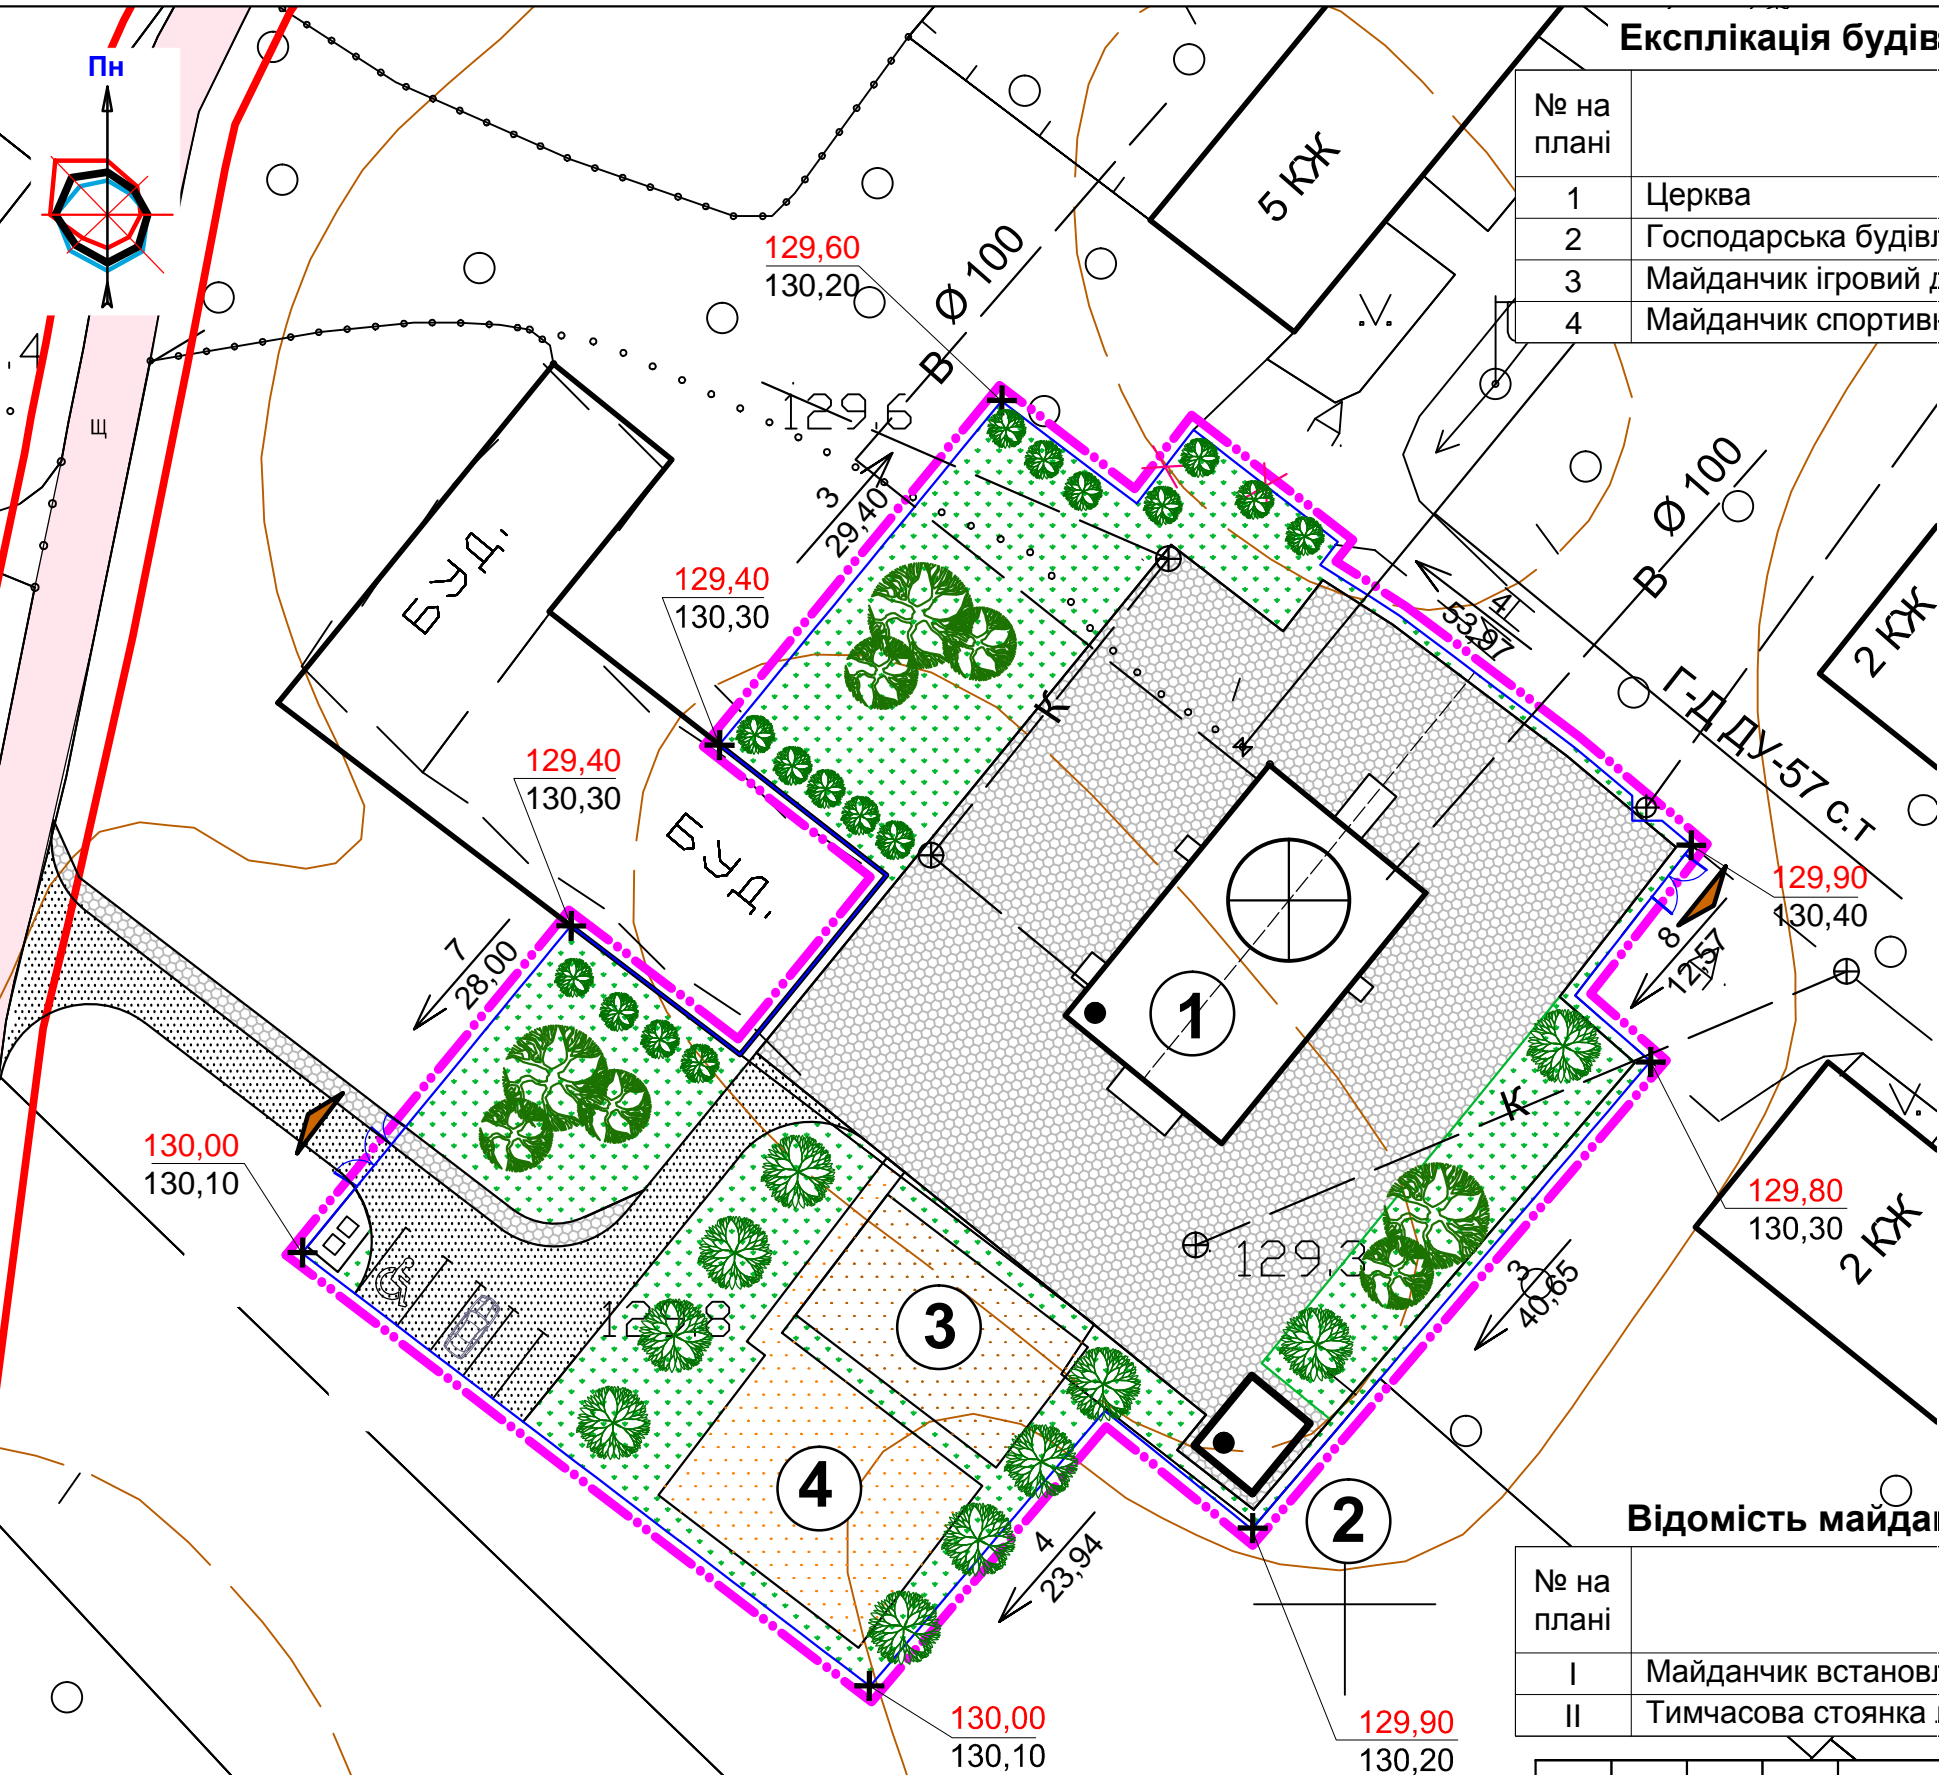 Експлікація будів
№ на плані
1 Церква
2 Господарська будівл
3 Майданчик ігровий д
4 Майданчик спортивн
Пн
щ
129,60
130,20
В Ø 100
5 КЖ
.v.
129.6
3
29,40
129,40
130,30
БУД.
129,40
130,30
БУД.
К
4
53,97
В Ø 100
2 КЖ
Г-Д ДУ-57 с.т
129,90
130,40
8
12,57
7
28,00
1
К
130,00
130,10
129,80
130,30
2 КЖ
129.3
3
40,65
3
4
2
4
23,94
130,00
130,10
129,90
130,20
Відомість майдан
№ на плані
I Майданчик встановл
II Тимчасова стоянка